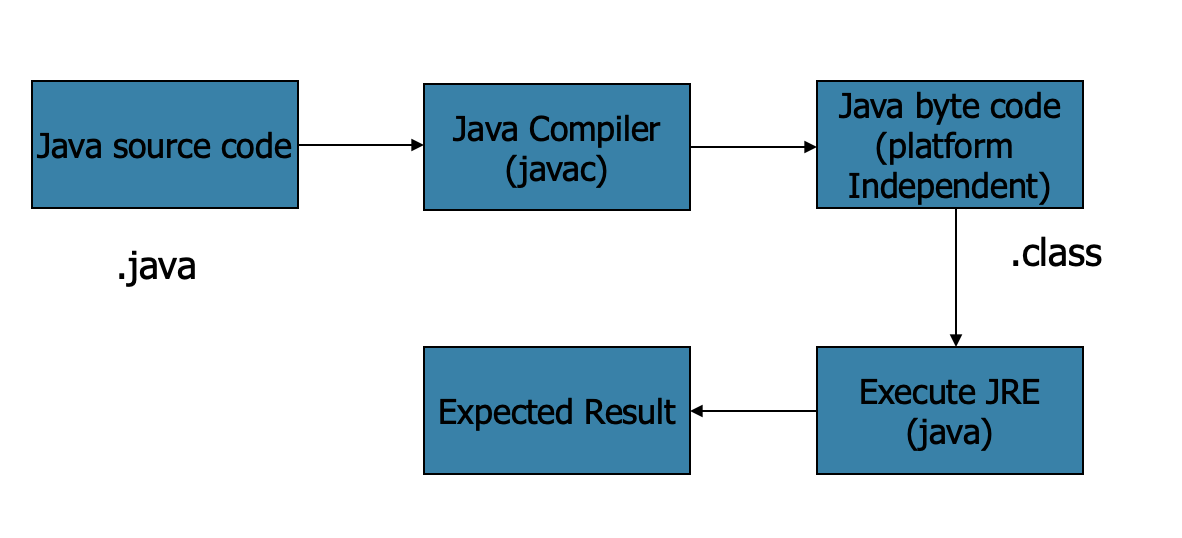 Java source code
.java
Java Compiler
(javac)
Java byte code
(platform
Independent)
.class
Execute JRE
(java)
Expected Result